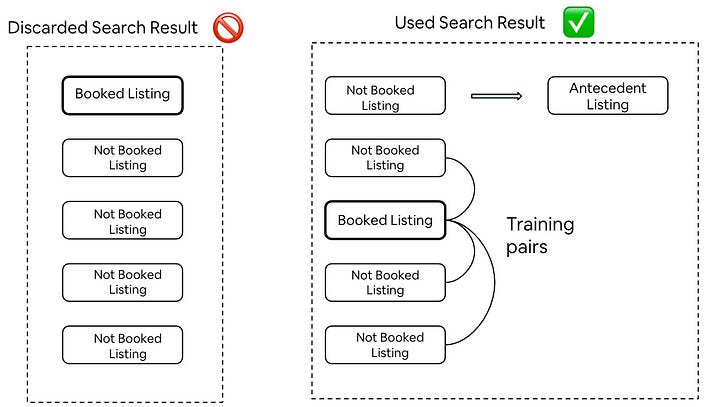 Discarded Search Result
Booked Listing
Not Booked
Listing
Not Booked
Listing
Not Booked
Listing
Not Booked
Listing
Used Search Result
Not Booked
Listing
Antecedent
Listing
Not Booked
Listing
Booked Listing
Training
pairs
Not Booked
Listing
Not Booked
Listing